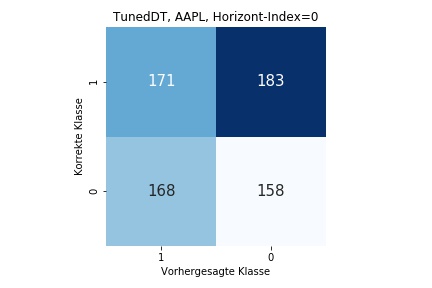 TunedDT, AAPL, Horizont-Index=0
Korrekte Klasse
1
171
183
0
168
158
1
0
Vorhergesagte Klasse